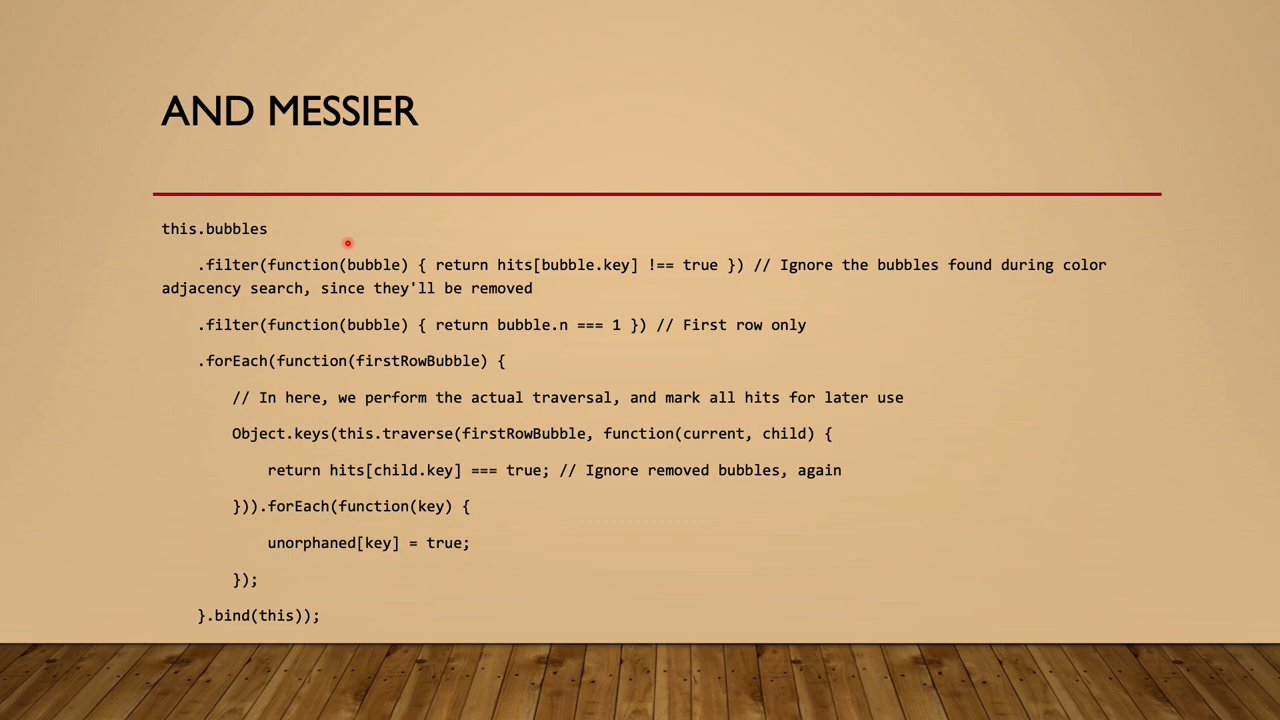 AND MESSIER
this.bubbles
.filter(function(bubble) { return hits[bubble.key] !== true }) // Ignore the bubbles found during color
adjacency search, since they'll be removed
.filter(function(bubble) { return bubble.n === 1 }) // First row only
.forEach(function(firstRowBubble) {
// In here, we perform the actual traversal, and mark all hits for later use
Object.keys(this.traverse(firstRowBubble, function(current, child) {
return hits[child.key] === true; // Ignore removed bubbles, again
})).forEach(function(key) {
unorphaned[key] = true;
});
}.bind(this));